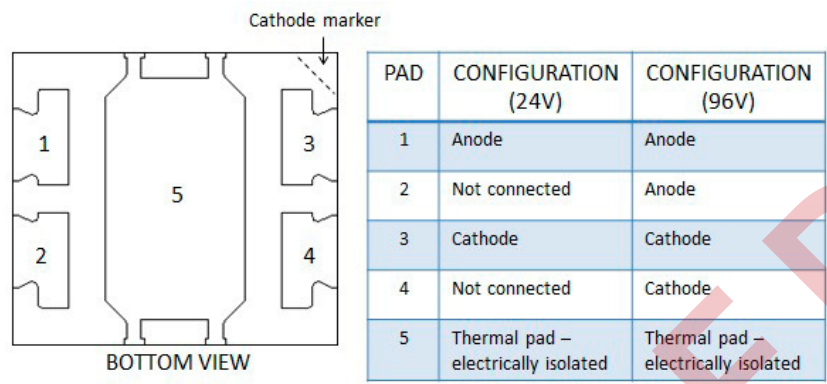 Cathode marker
1
2
3
4
5
BOTTOM VIEW
PAD CONFIGURATION (24V) CONFIGURATION (96V)
1 Anode Anode
2 Not connected Anode
3 Cathode Cathode
4 Not connected Cathode
5 Thermal pad – electrically isolated Thermal pad – electrically isolated